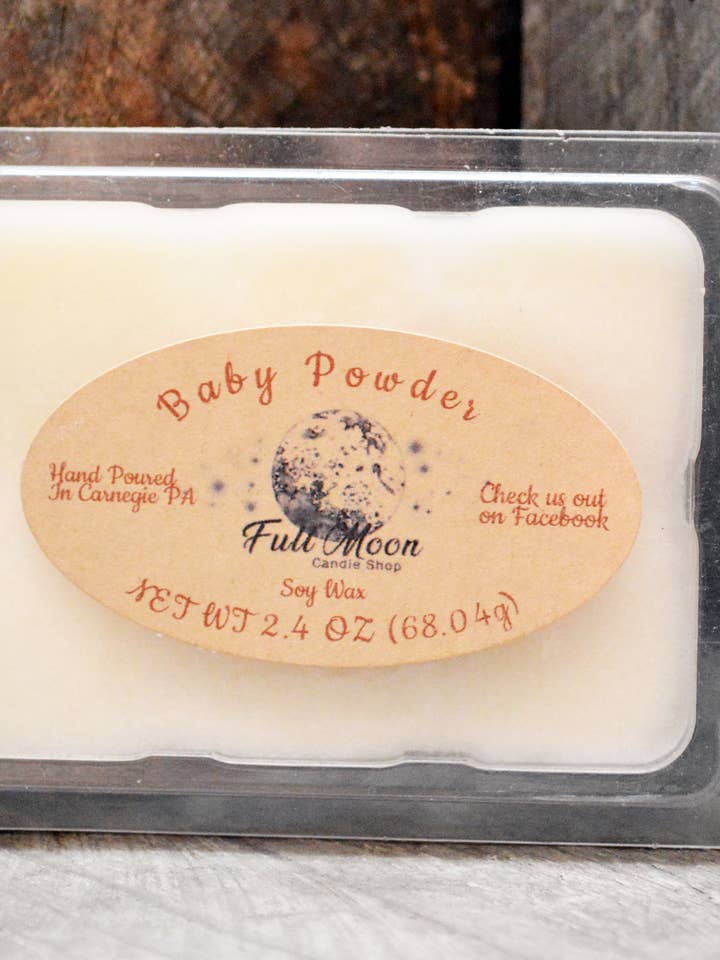 Baby Powder
Hand Poured
In Carnegie PA
Check us out
on Facebook
Full Moon
Candle Shop
Soy Wax
NET WT 2.4 OZ (68.04g)